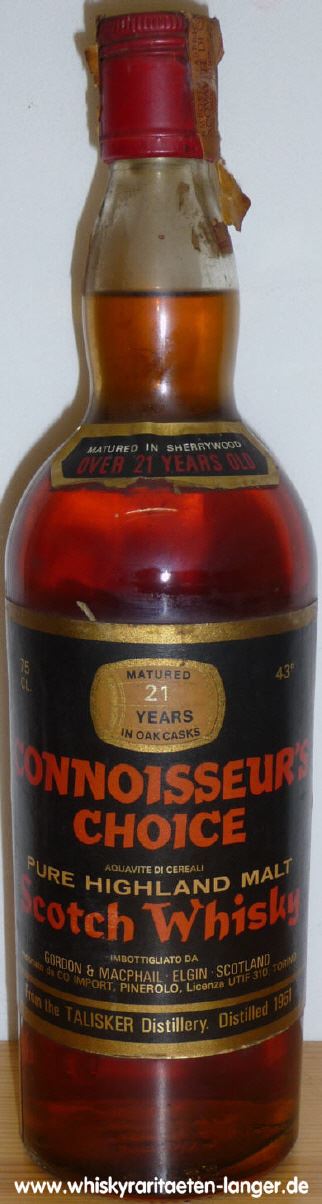 MATURED IN SHERRYWOOD
OVER 21 YEARS OLD
75 CL.
43°
MATURED
21
YEARS
IN OAK CASKS
CONNOISSEUR'S
CHOICE
AQUAVITE DI CEREALI
PURE HIGHLAND MALT
Scotch Whisky
IMBOTTIGLIATO DA
GORDON & MACPHAIL · ELGIN · SCOTLAND
da CO IMPORT, PINEROLO, Licenza UTIF 310, TORINO
From the TALISKER Distillery. Distilled 1951
www.whiskyraritaeten-langer.de